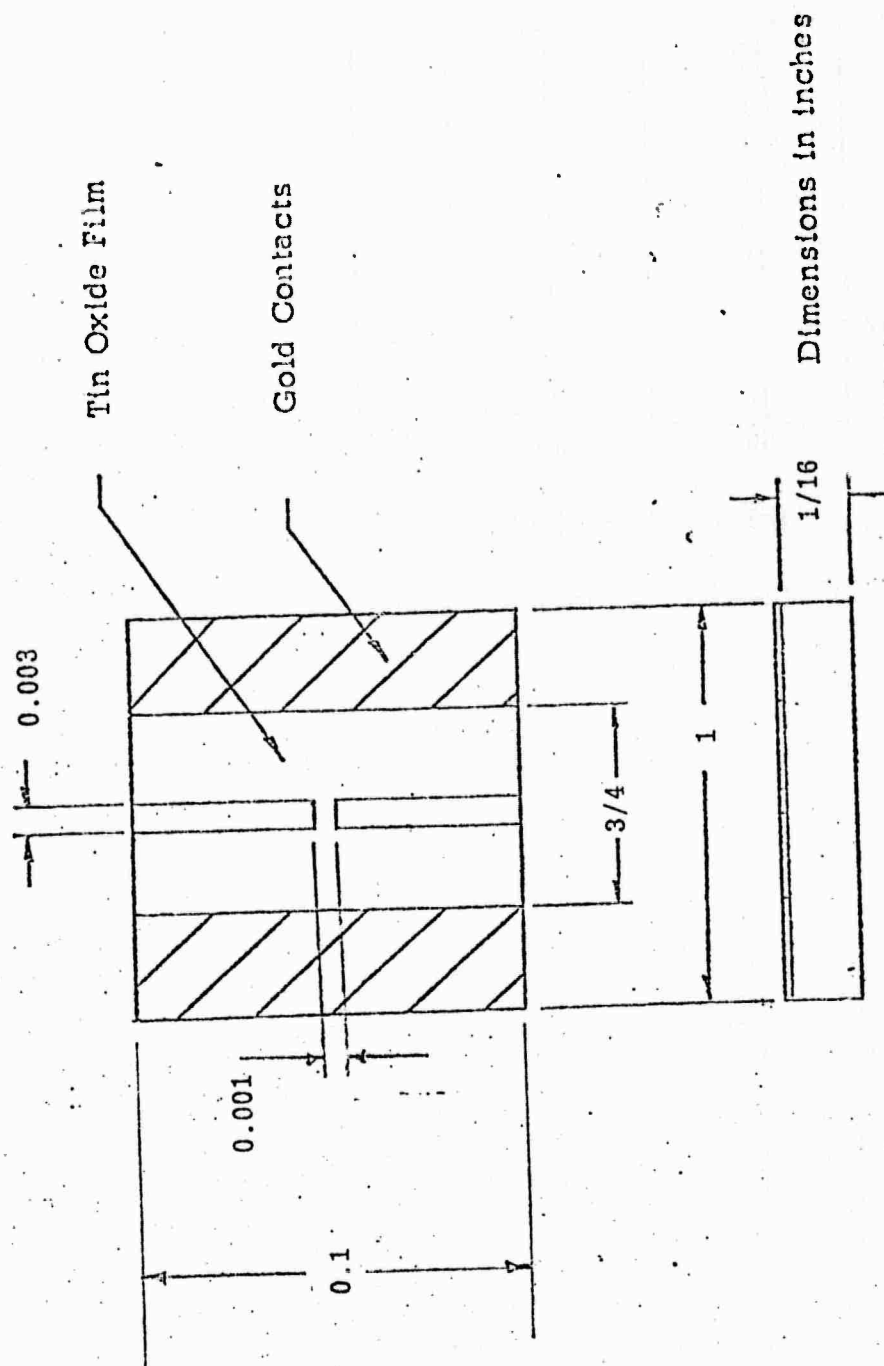 Tin Oxide Film
Gold Contacts
0.003
0.001
0.1
3/4
1
1/16
Dimensions in inches